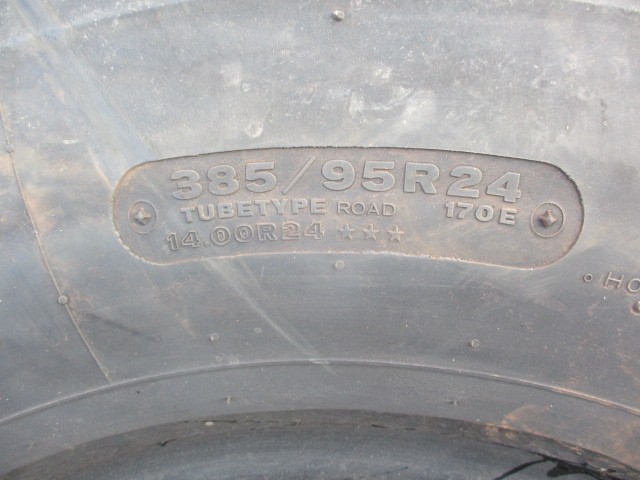 385/95R24
TUBETYPE ROAD 170E
14.00R24 ★★★